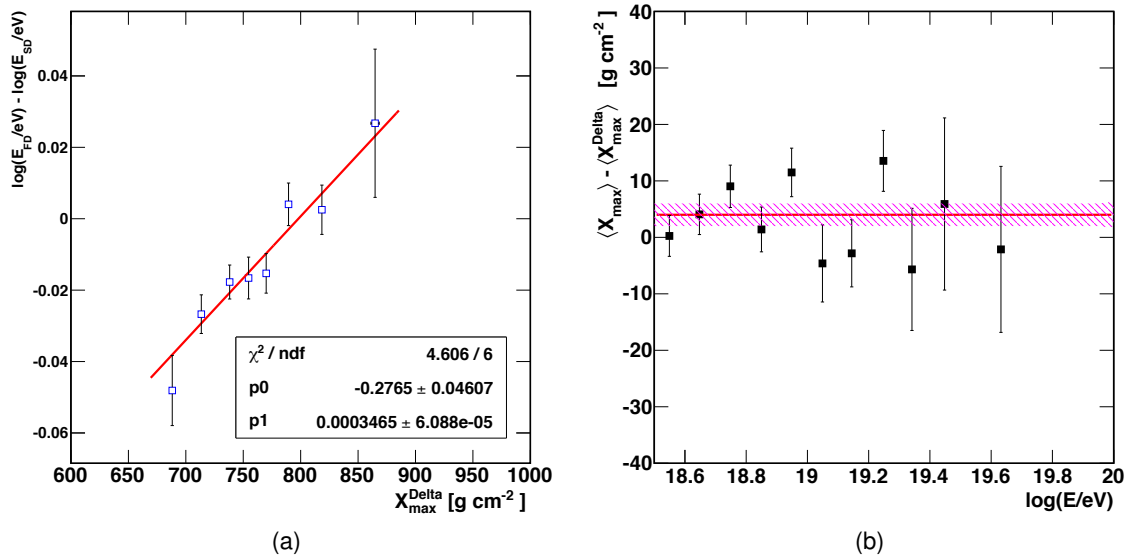 log(E_FD/eV) - log(E_SD/eV)
0.04
0.02
0
-0.02
-0.04
-0.06
χ² / ndf 4.606 / 6
p0 -0.2765 ± 0.04607
p1 0.0003465 ± 6.088e-05
600 650 700 750 800 850 900 950 1000
X_max^Delta [g cm⁻²]
(a)
⟨X_max⟩ - ⟨X_max^Delta⟩ [g cm⁻²]
40
30
20
10
0
-10
-20
-30
-40
18.6 18.8 19 19.2 19.4 19.6 19.8 20
log(E/eV)
(b)